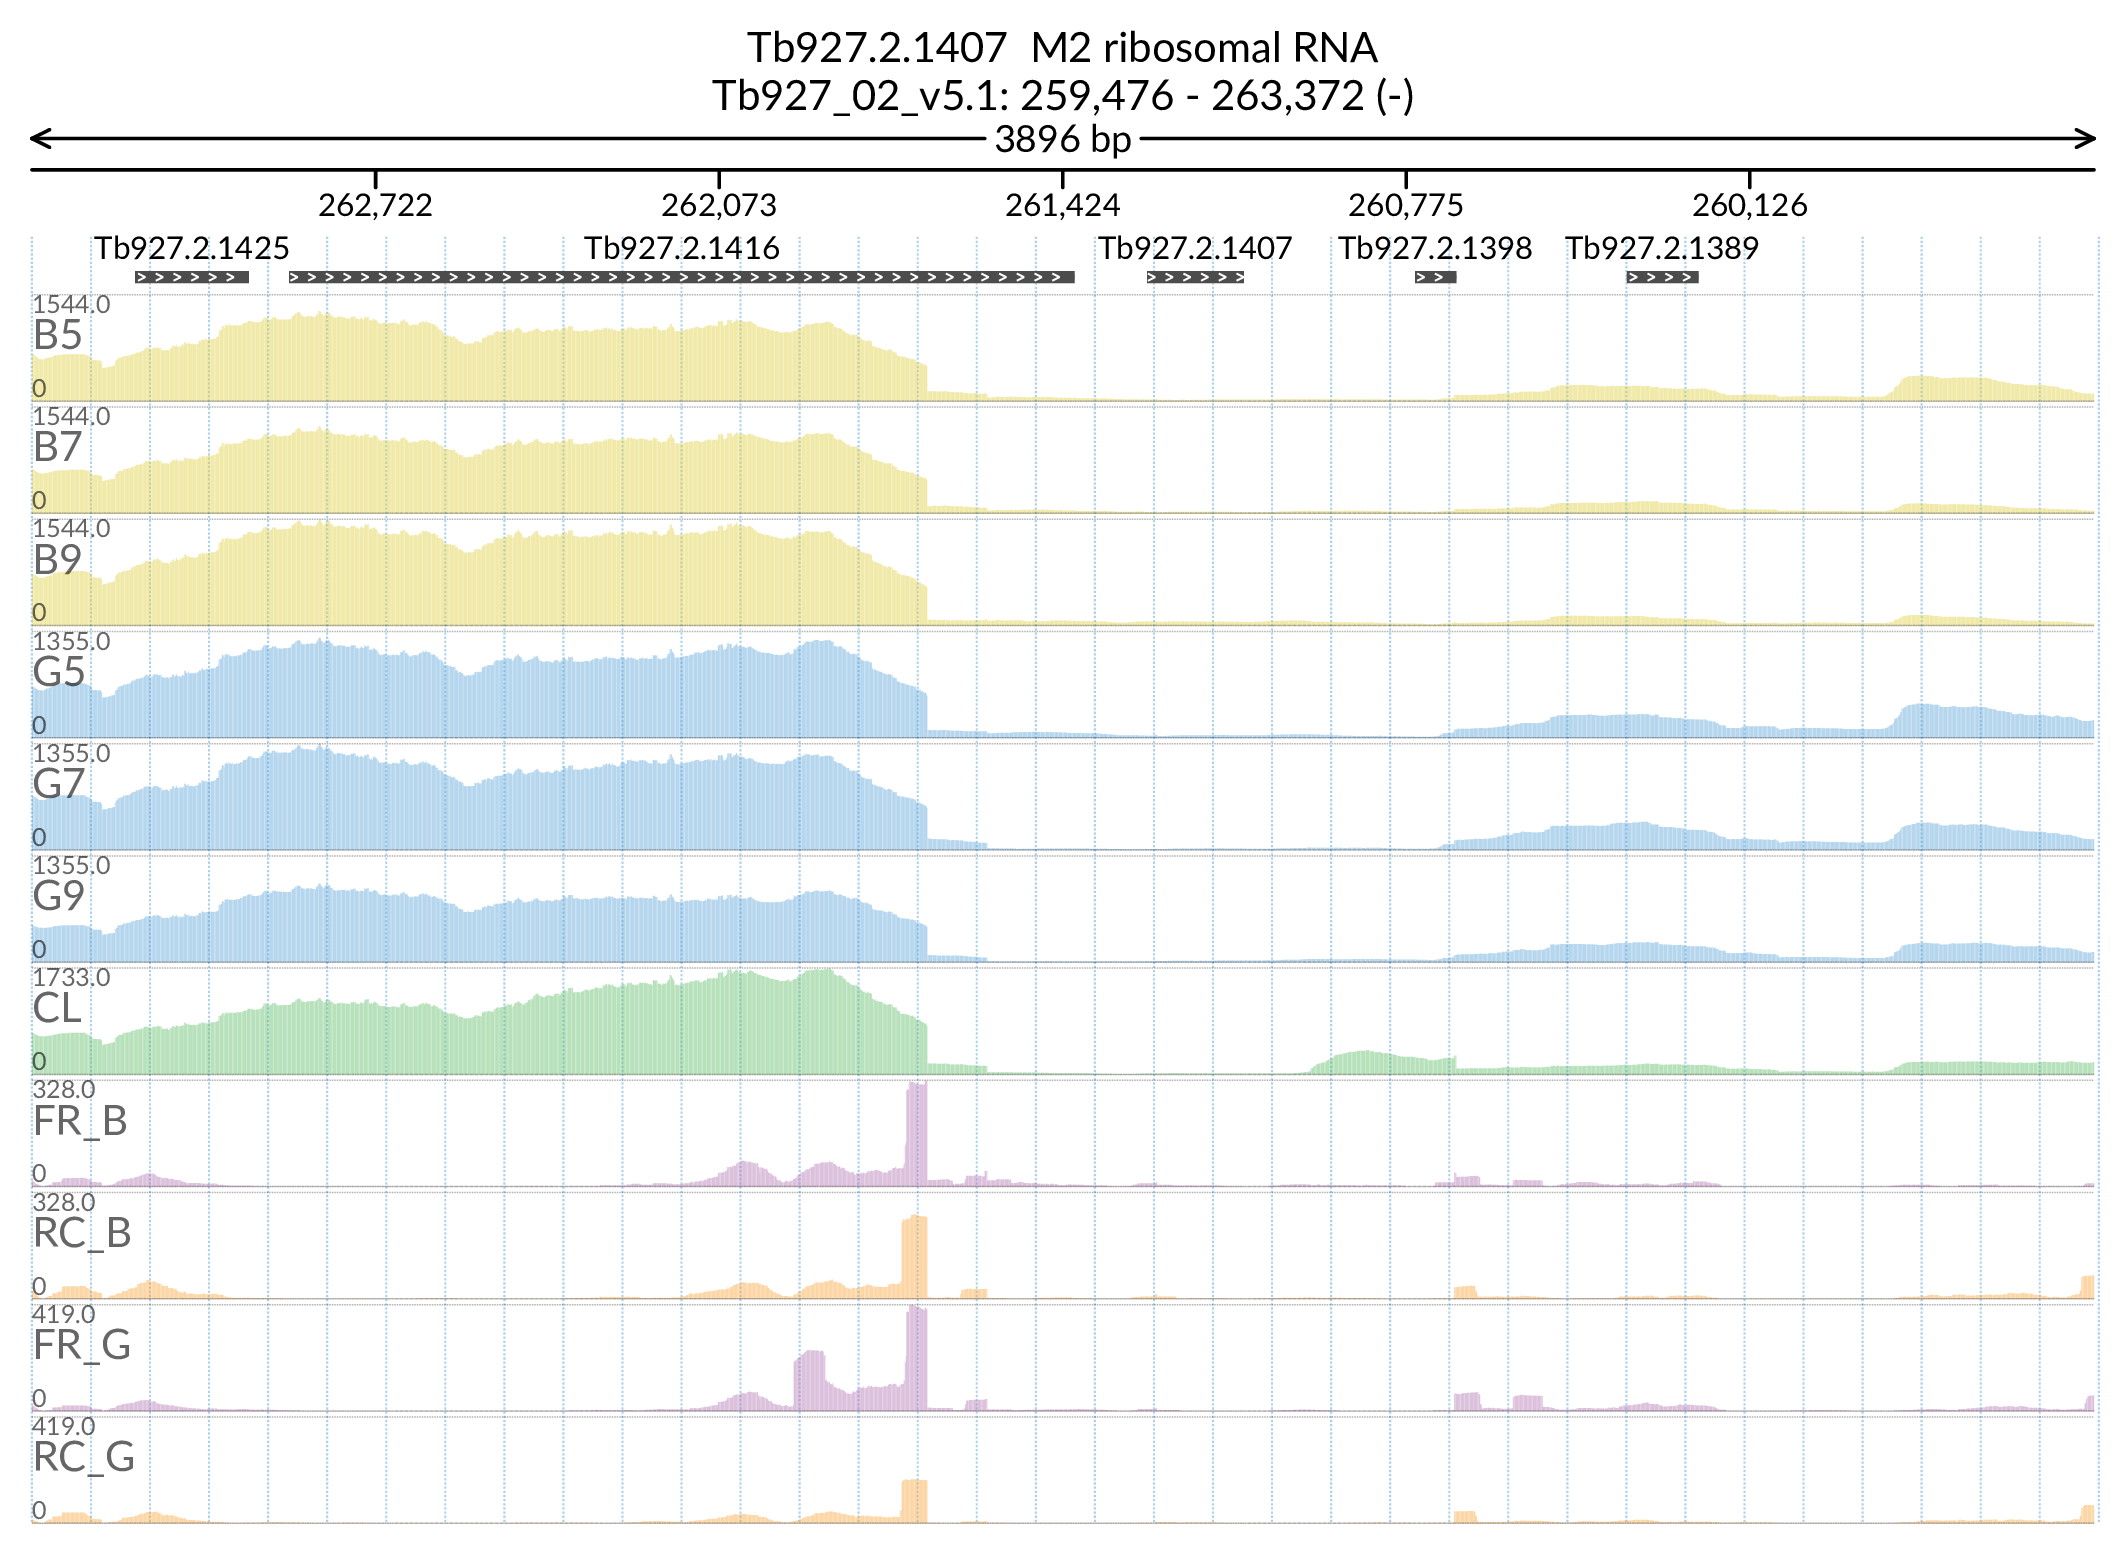 Tb927.2.1407 M2 ribosomal RNA
Tb927_02_v5.1: 259,476 - 263,372 (-)
3896 bp
262,722 262,073 261,424 260,775 260,126
Tb927.2.1425 Tb927.2.1416 Tb927.2.1407 Tb927.2.1398 Tb927.2.1389
1544.0
B5
0
1544.0
B7
0
1544.0
B9
0
1355.0
G5
0
1355.0
G7
0
1355.0
G9
0
1733.0
CL
0
328.0
FR_B
0
328.0
RC_B
0
419.0
FR_G
0
419.0
RC_G
0